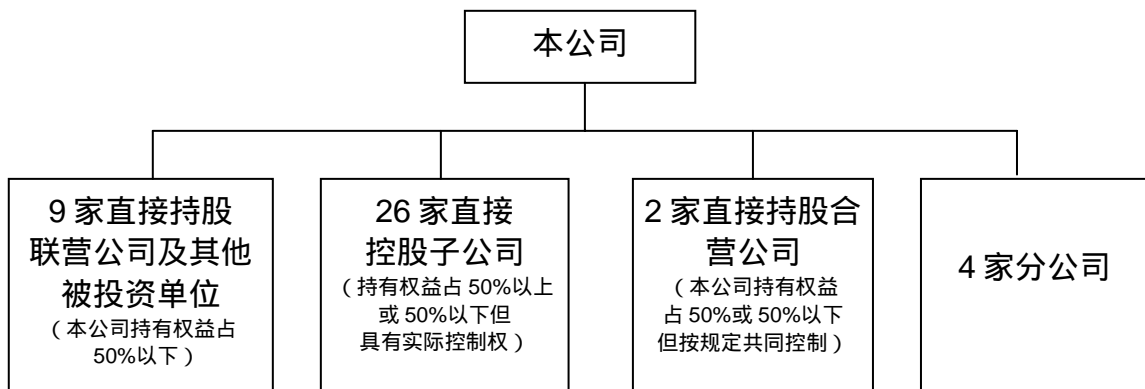 本公司
9 家直接持股
联营公司及其他
被投资单位
（本公司持有权益占
50%以下）
26 家直接
控股子公司
（持有权益占 50%以上
或 50%以下但
具有实际控制权）
2 家直接持股合
营公司
（本公司持有权益
占 50%或 50%以下
但按规定共同控制）
4 家分公司